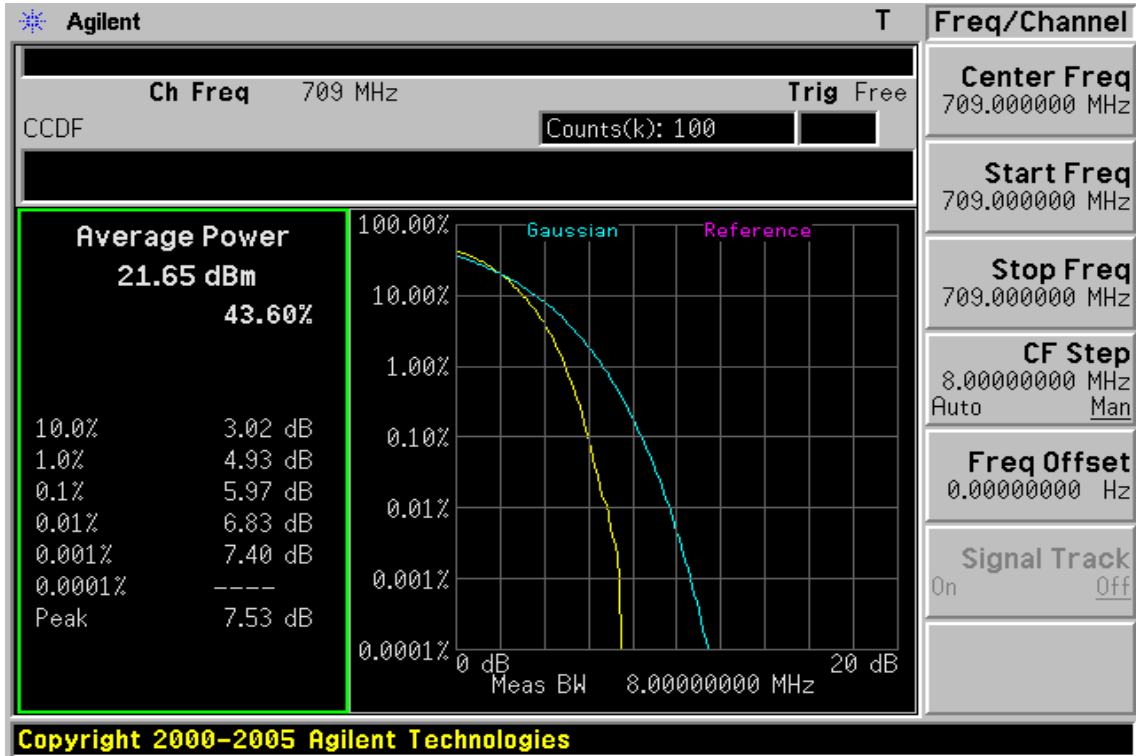 Agilent T
Ch Freq 709 MHz Trig Free
CCDF Counts(k): 100
Average Power
21.65 dBm
43.60%
10.0% 3.02 dB
1.0% 4.93 dB
0.1% 5.97 dB
0.01% 6.83 dB
0.001% 7.40 dB
0.0001% ----
Peak 7.53 dB
Gaussian Reference
100.00%
10.00%
1.00%
0.10%
0.01%
0.001%
0.0001%
0 dB 20 dB
Meas BW 8.00000000 MHz
Freq/Channel
Center Freq
709.000000 MHz
Start Freq
709.000000 MHz
Stop Freq
709.000000 MHz
CF Step
8.00000000 MHz
Auto Man
Freq Offset
0.00000000 Hz
Signal Track
On Off
Copyright 2000-2005 Agilent Technologies